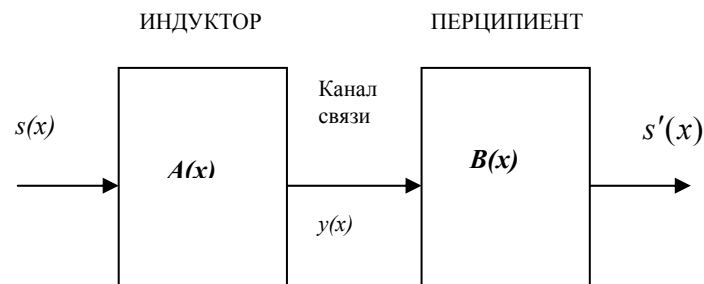 ИНДУКТОР
ПЕРЦИПИЕНТ
Канал
связи
s(x)
s′(x)
A(x)
B(x)
y(x)